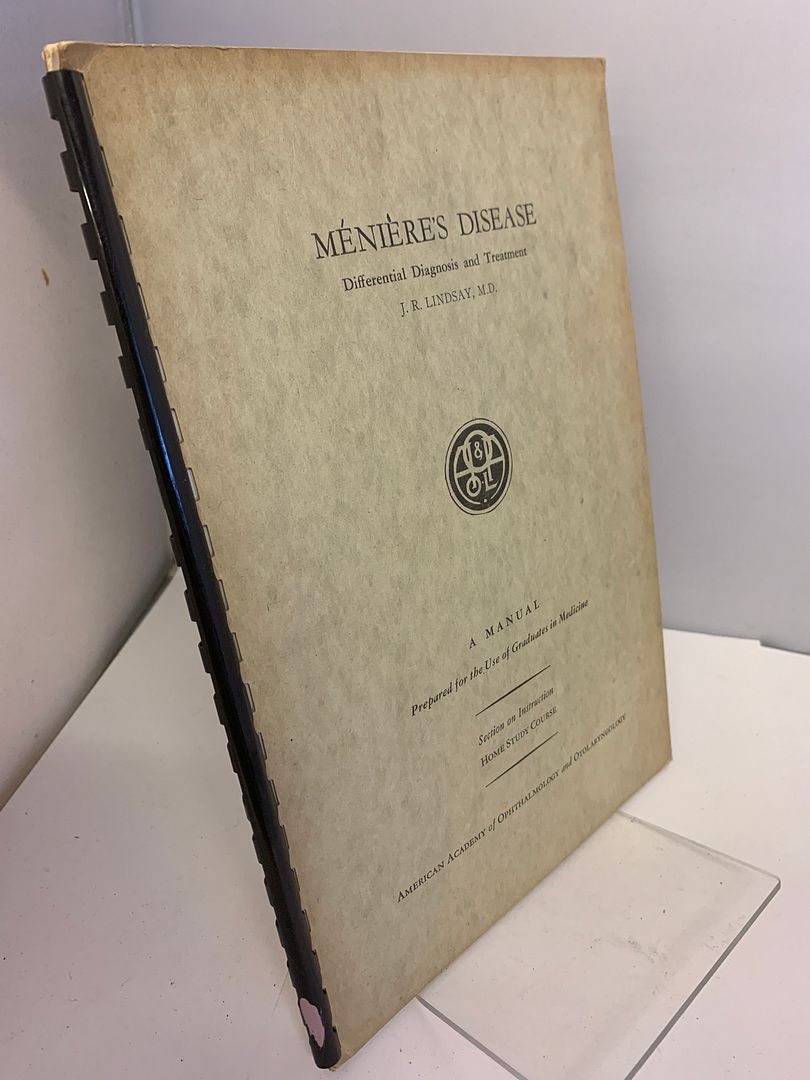 MÉNIÈRE'S DISEASE
Differential Diagnosis and Treatment
J. R. LINDSAY, M.D.
A MANUAL
Prepared for the Use of Graduates in Medicine
Section on Instruction
HOME STUDY COURSE
AMERICAN ACADEMY of OPHTHALMOLOGY and OTOLARYNGOLOGY